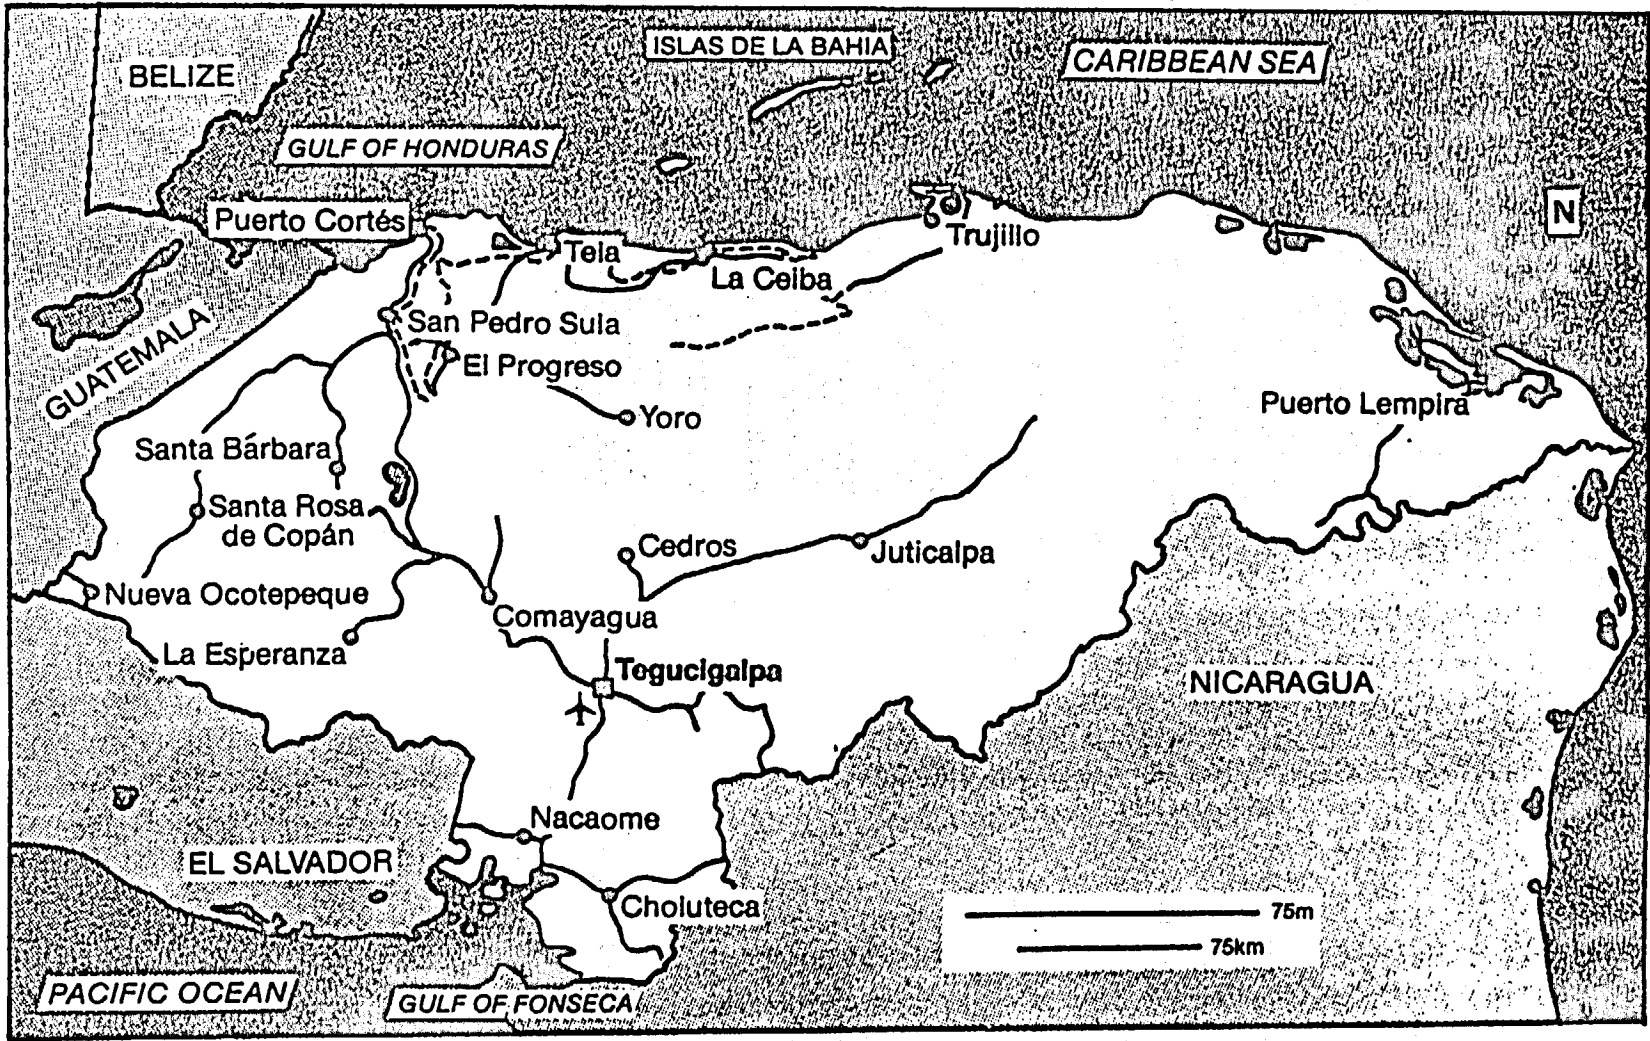 BELIZE
ISLAS DE LA BAHIA
CARIBBEAN SEA
GULF OF HONDURAS
N
Puerto Cortés
Trujillo
Tela
La Ceiba
GUATEMALA
San Pedro Sula
El Progreso
Yoro
Puerto Lempira
Santa Bárbara
Santa Rosa
de Copán
Cedros
Juticalpa
Nueva Ocotepeque
Comayagua
La Esperanza
Tegucigalpa
NICARAGUA
Nacaome
EL SALVADOR
Choluteca
75m
75km
PACIFIC OCEAN
GULF OF FONSECA